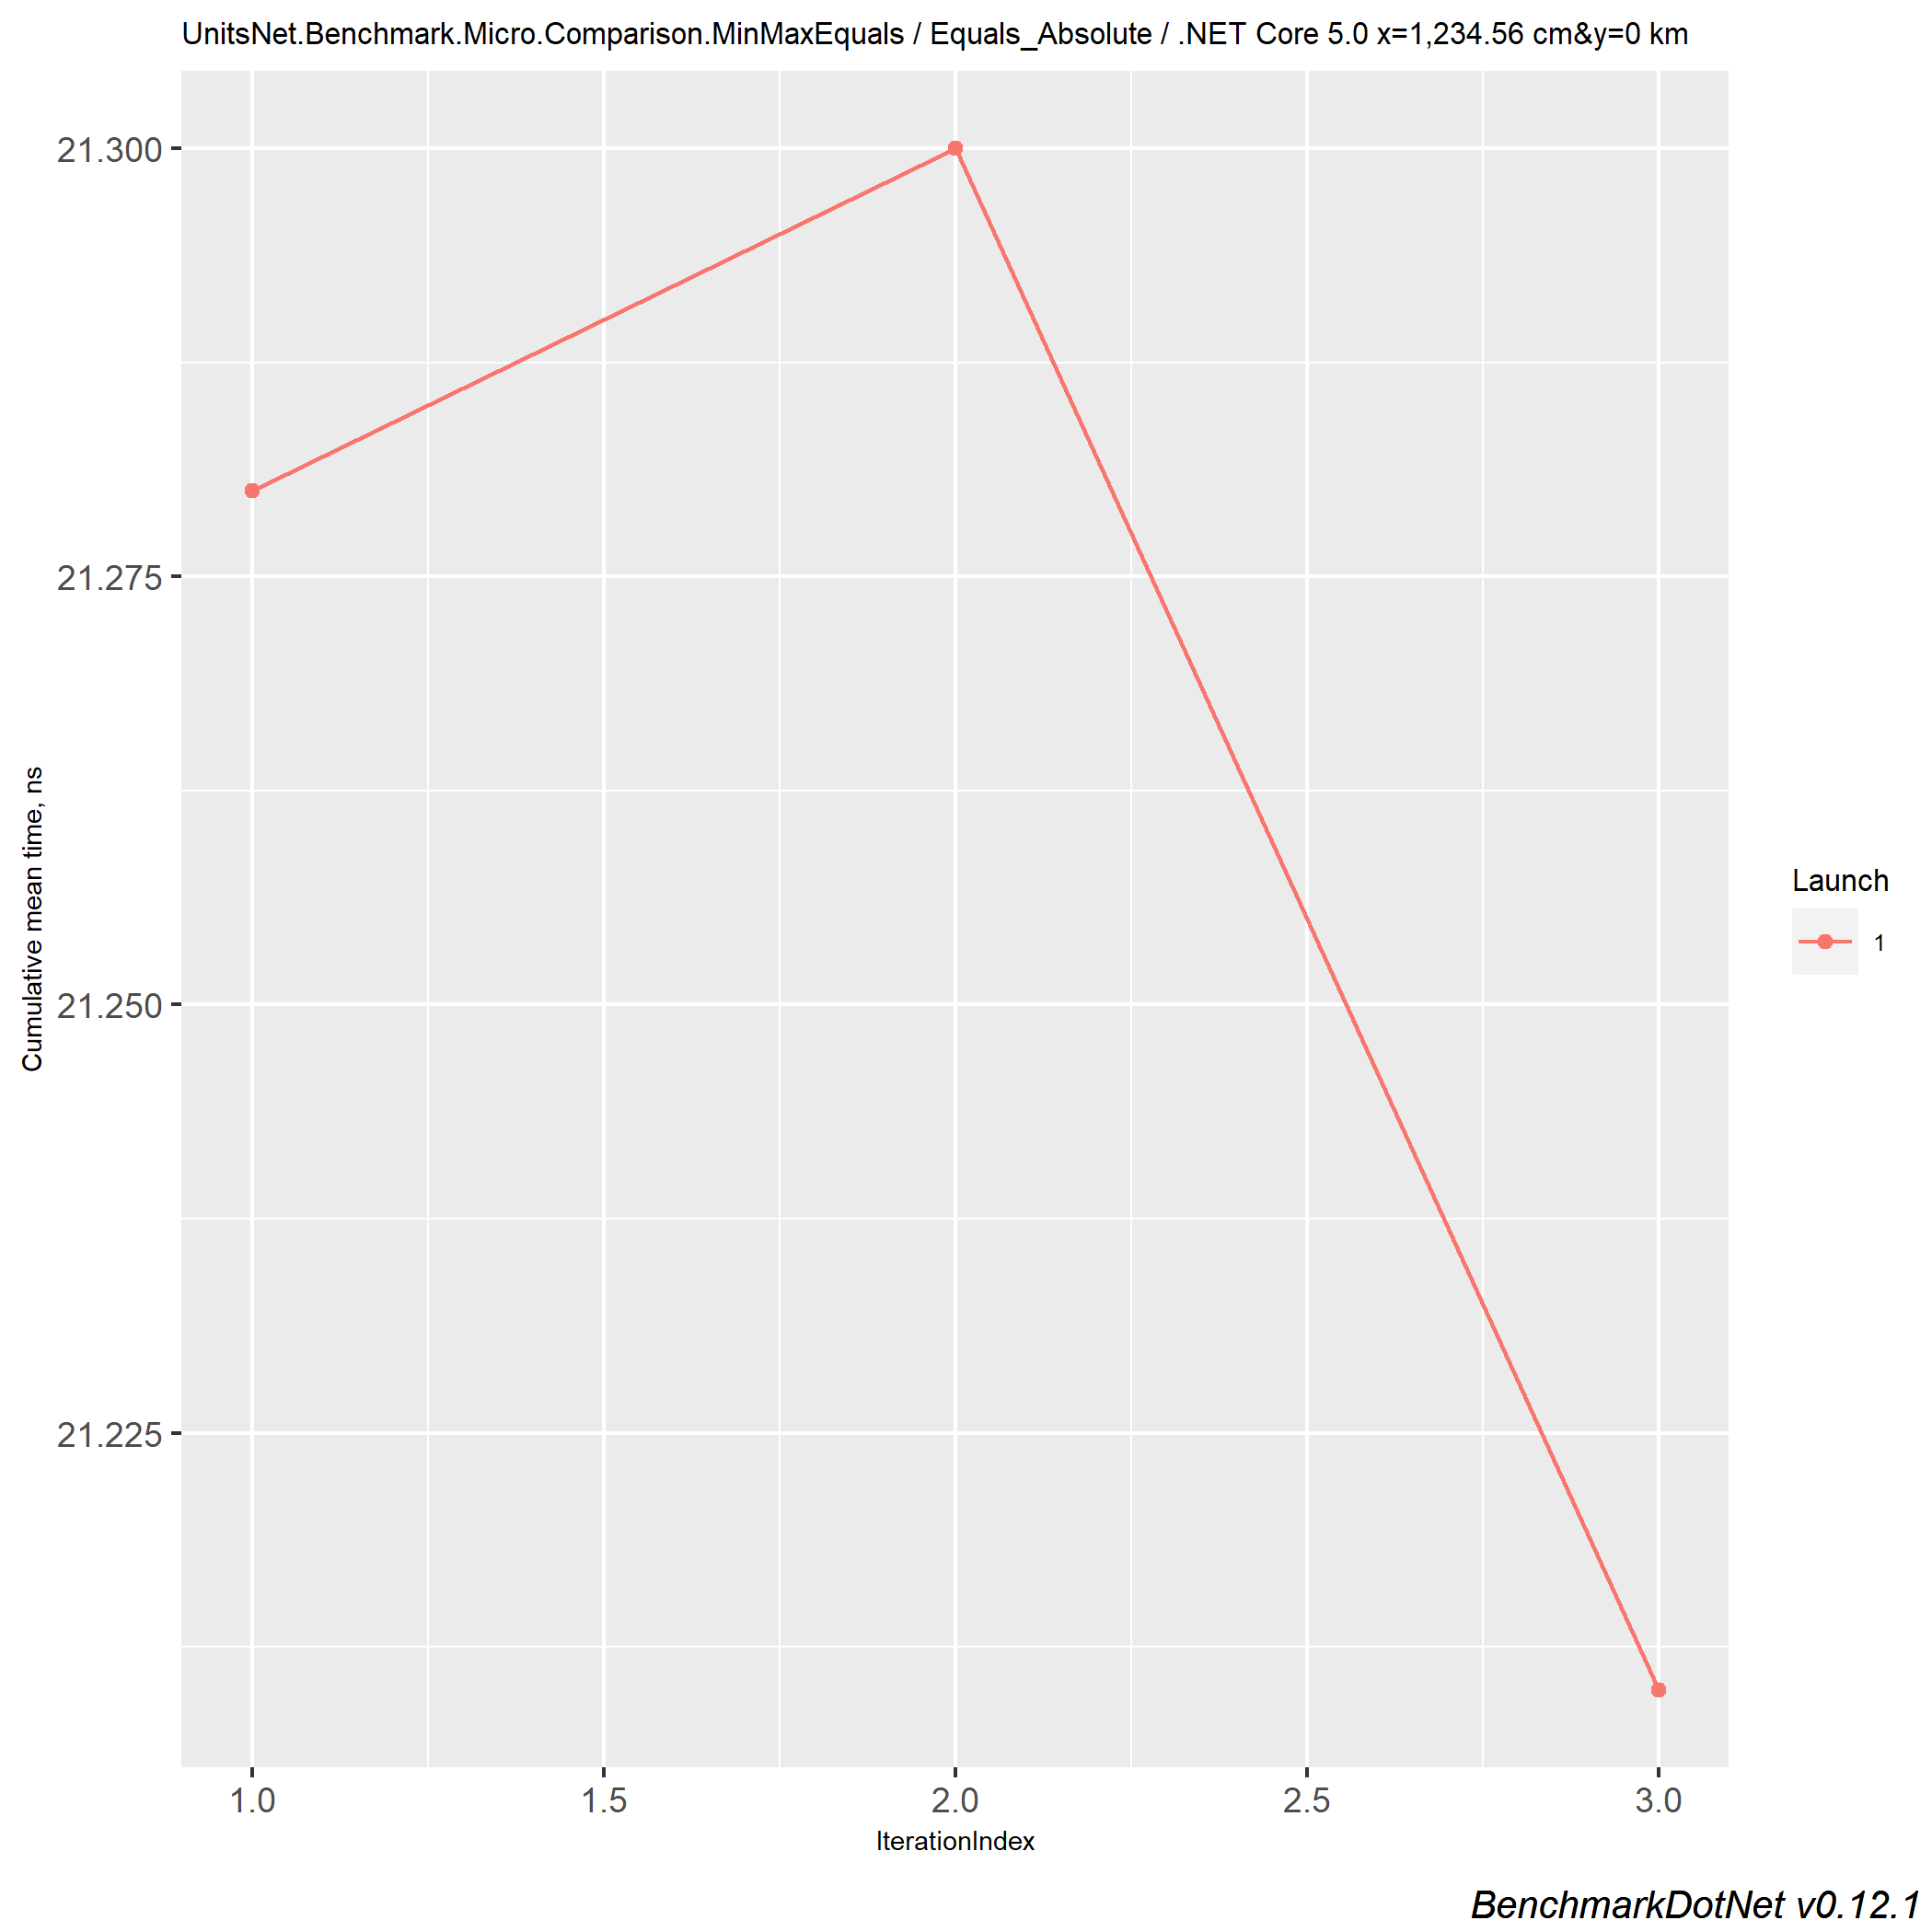 UnitsNet.Benchmark.Micro.Comparison.MinMaxEquals / Equals_Absolute / .NET Core 5.0 x=1,234.56 cm&y=0 km
Cumulative mean time, ns
21.300
21.275
21.250
21.225
1.0 1.5 2.0 2.5 3.0
IterationIndex
Launch
1
BenchmarkDotNet v0.12.1